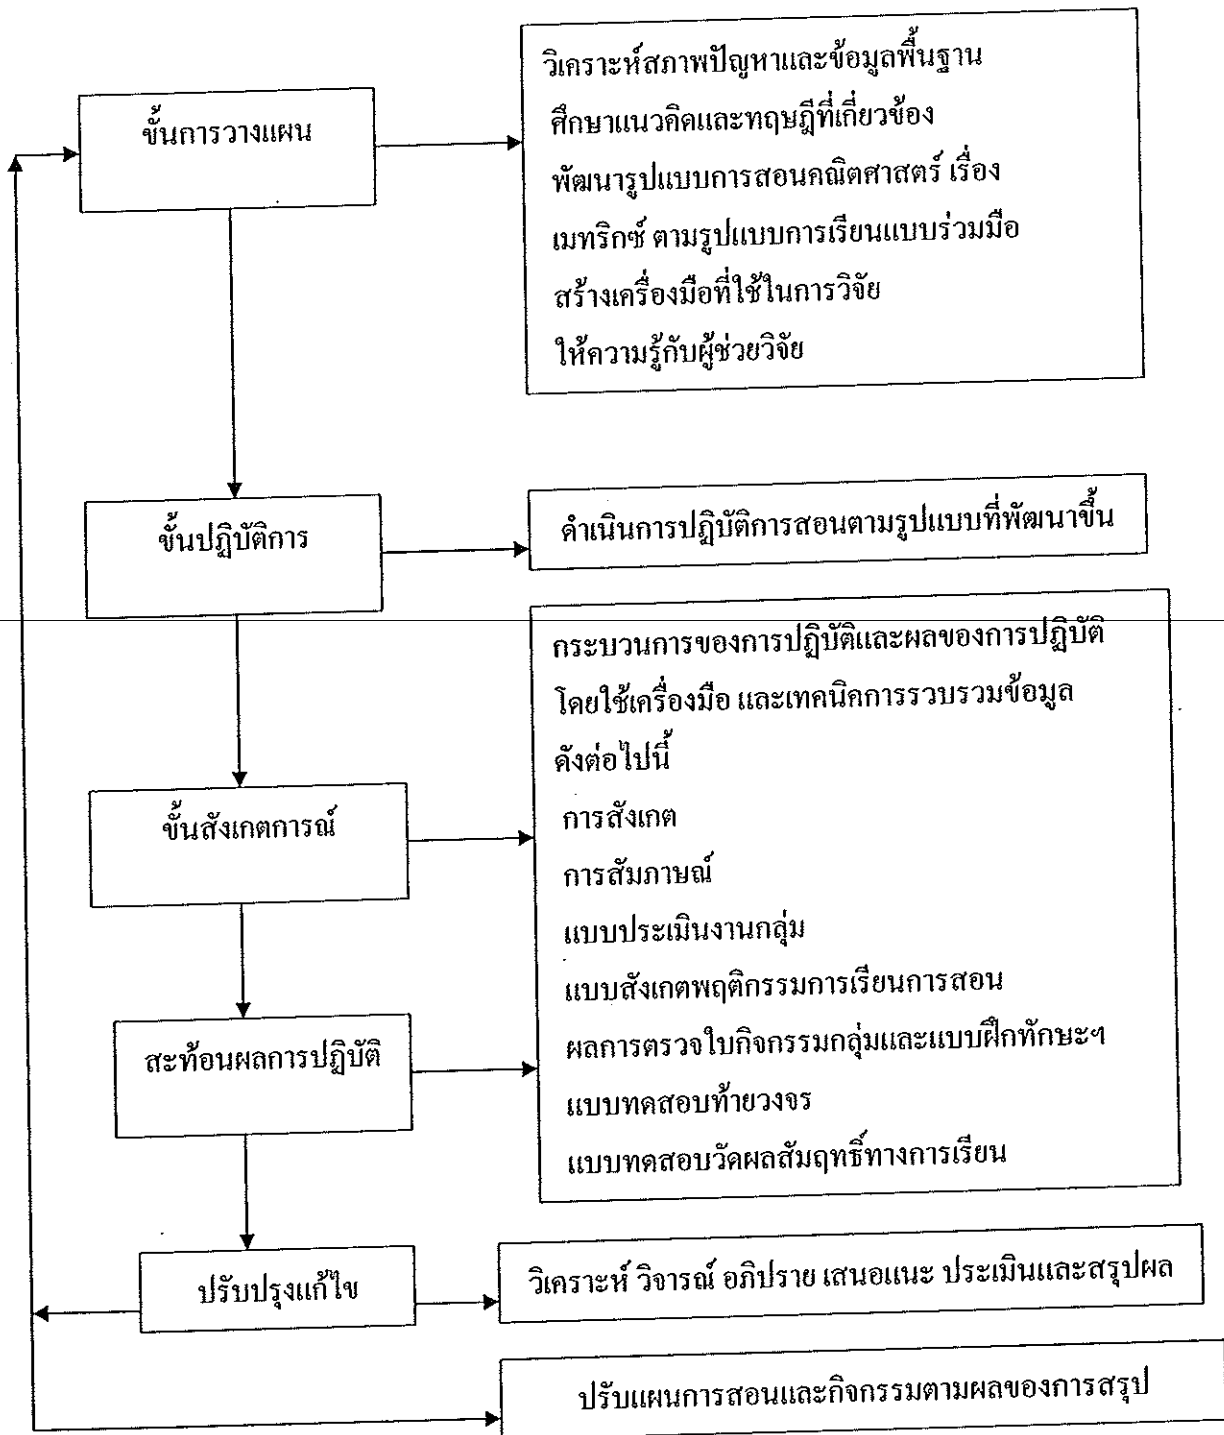 ขั้นการวางแผน
วิเคราะห์สภาพปัญหาและข้อมูลพื้นฐาน
ศึกษาแนวคิดและทฤษฎีที่เกี่ยวข้อง
พัฒนารูปแบบการสอนคณิตศาสตร์ เรื่อง
เมทริกซ์ ตามรูปแบบการเรียนแบบร่วมมือ
สร้างเครื่องมือที่ใช้ในการวิจัย
ให้ความรู้กับผู้ช่วยวิจัย
ขั้นปฏิบัติการ
ดำเนินการปฏิบัติการสอนตามรูปแบบที่พัฒนาขึ้น
ขั้นสังเกตการณ์
กระบวนการของการปฏิบัติและผลของการปฏิบัติ
โดยใช้เครื่องมือ และเทคนิคการรวบรวมข้อมูล
ดังต่อไปนี้
การสังเกต
การสัมภาษณ์
แบบประเมินงานกลุ่ม
แบบสังเกตพฤติกรรมการเรียนการสอน
สะท้อนผลการปฏิบัติ
ผลการตรวจใบกิจกรรมกลุ่มและแบบฝึกทักษะฯ
แบบทดสอบท้ายวงจร
แบบทดสอบวัดผลสัมฤทธิ์ทางการเรียน
ปรับปรุงแก้ไข
วิเคราะห์ วิจารณ์ อภิปราย เสนอแนะ ประเมินและสรุปผล
ปรับแผนการสอนและกิจกรรมตามผลของการสรุป